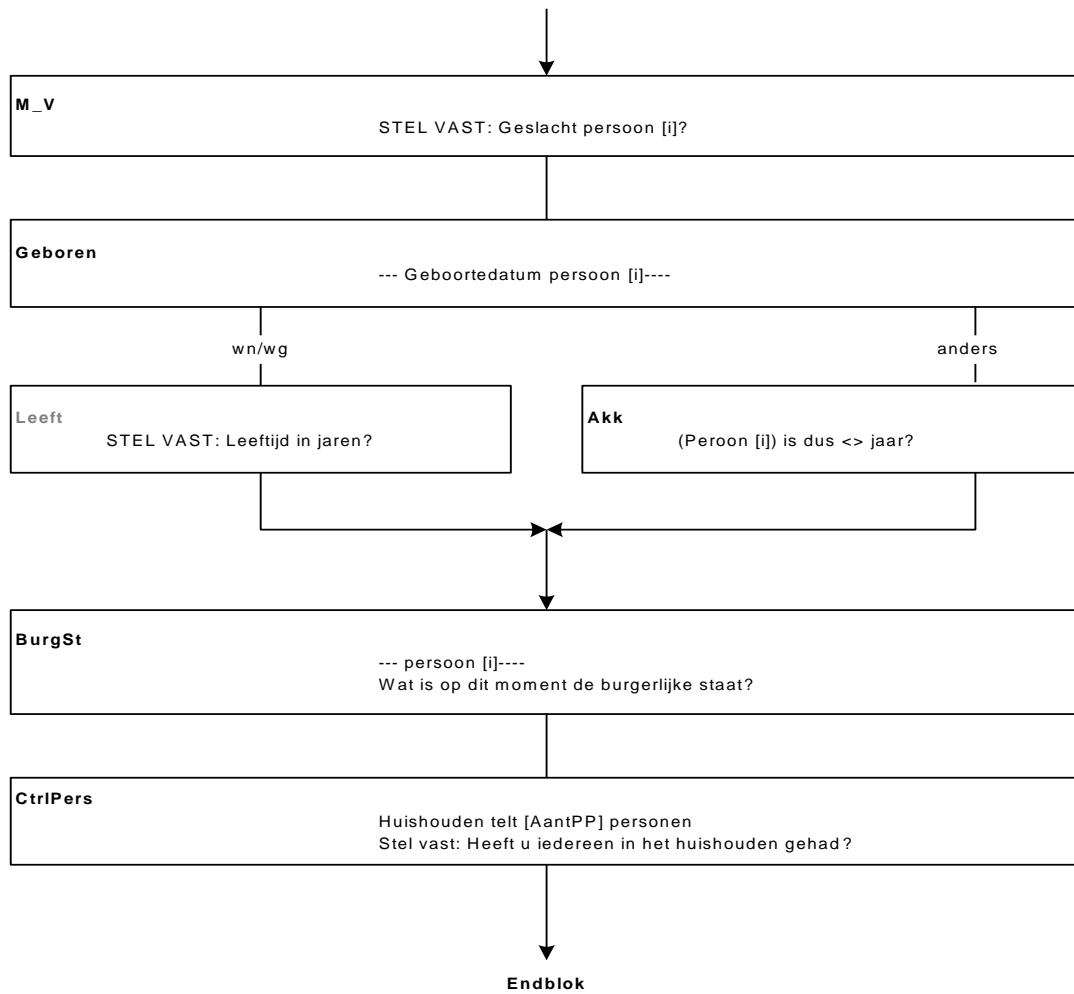 M_V
STEL VAST: Geslacht persoon [i]?
Geboren
--- Geboortedatum persoon [i]----
wn/wg
anders
Leeft
STEL VAST: Leeftijd in jaren?
Akk
(Peroon [i]) is dus <> jaar?
BurgSt
--- persoon [i]----
Wat is op dit moment de burgerlijke staat?
CtrlPers
Huishouden telt [AantPP] personen
Stel vast: Heeft u iedereen in het huishouden gehad?
Endblok